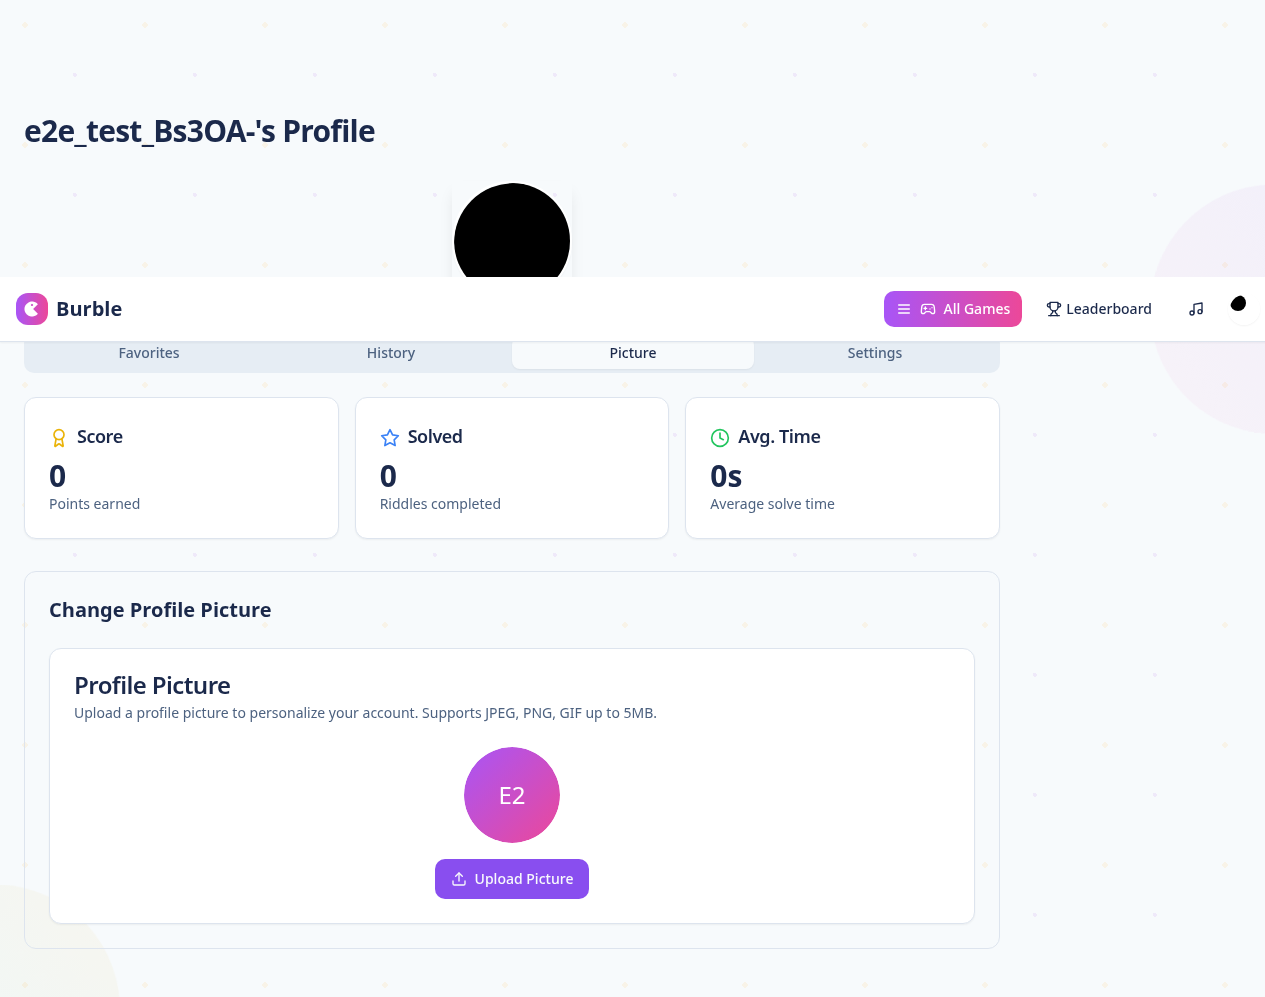 e2e_test_Bs3OA-'s Profile
Burble
All Games
Leaderboard
Favorites
History
Picture
Settings
Score
0
Points earned
Solved
0
Riddles completed
Avg. Time
0s
Average solve time
Change Profile Picture
Profile Picture
Upload a profile picture to personalize your account. Supports JPEG, PNG, GIF up to 5MB.
E2
Upload Picture